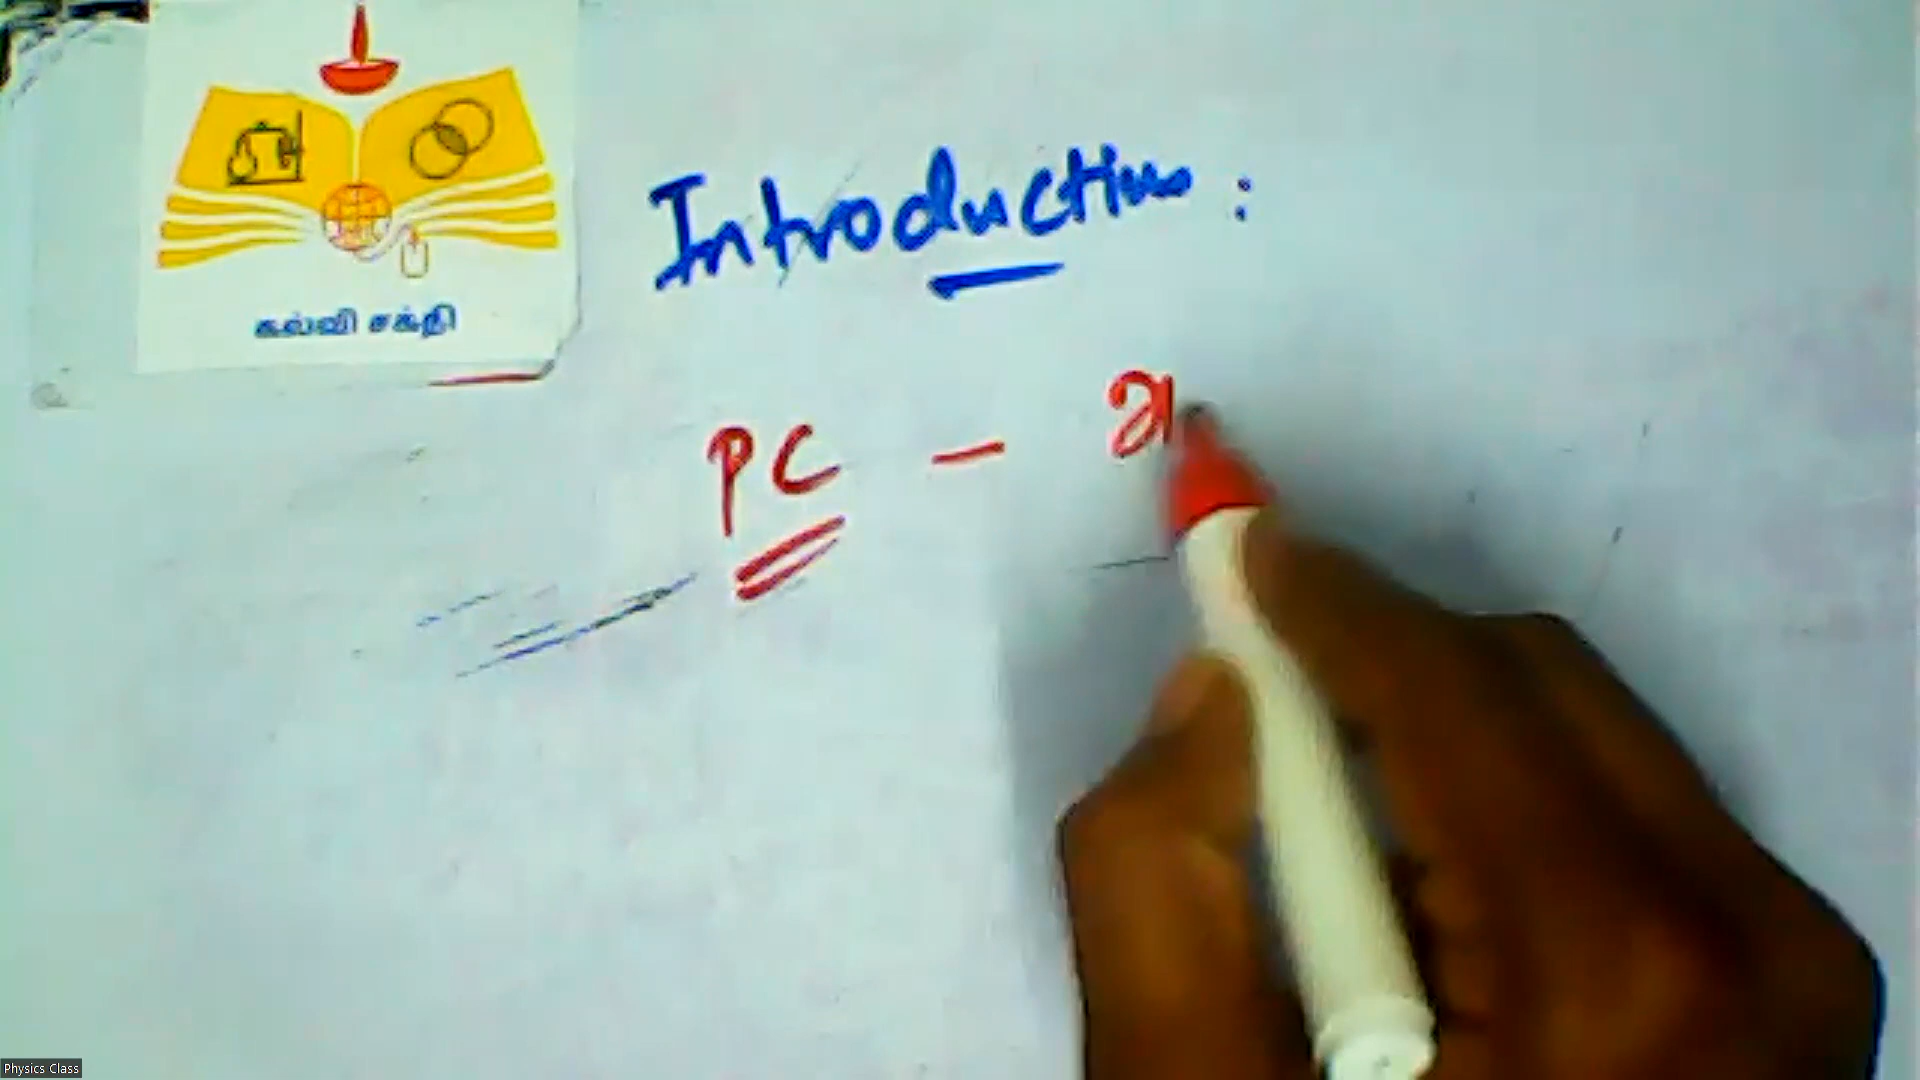 கல்வி சக்தி
Introduction :
PC - அ
Physics Class